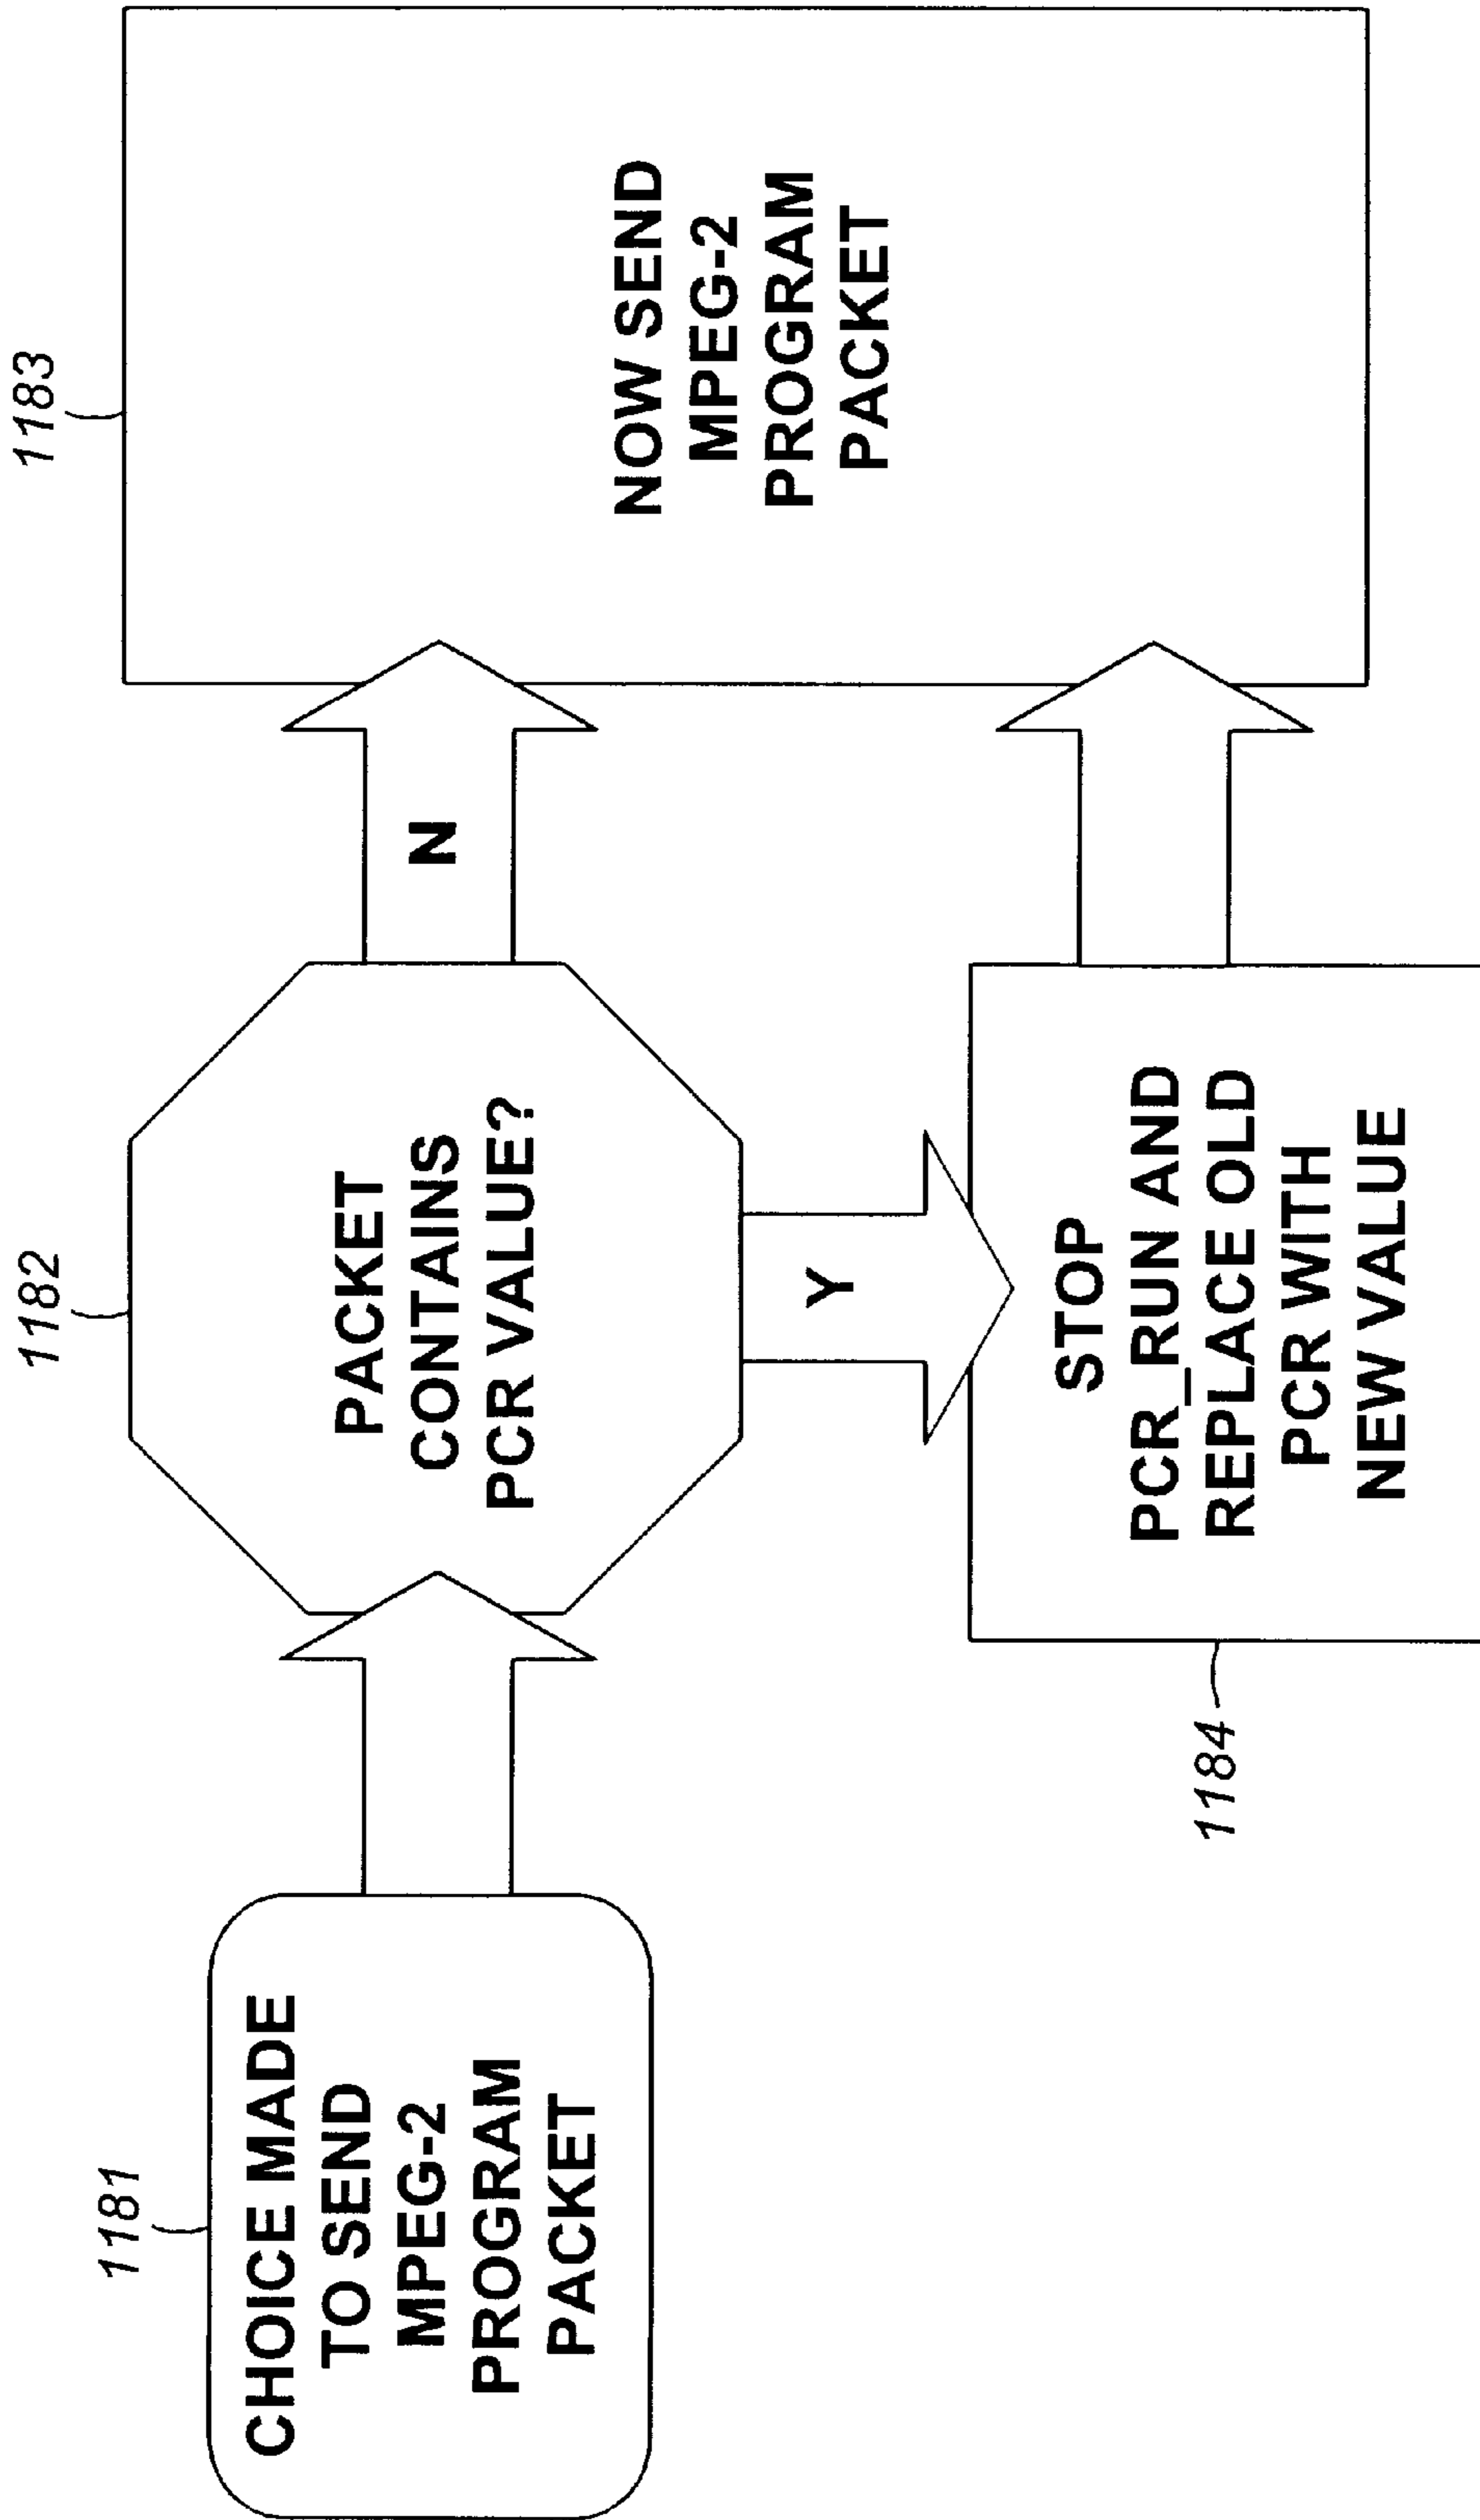 1181
CHOICE MADE
TO SEND
MPEG-2
PROGRAM
PACKET
1182
PACKET
CONTAINS
PCR VALUE?
N
1183
NOW SEND
MPEG-2
PROGRAM
PACKET
Y
1184
STOP
PCR_RUN AND
REPLACE OLD
PCR WITH
NEW VALUE